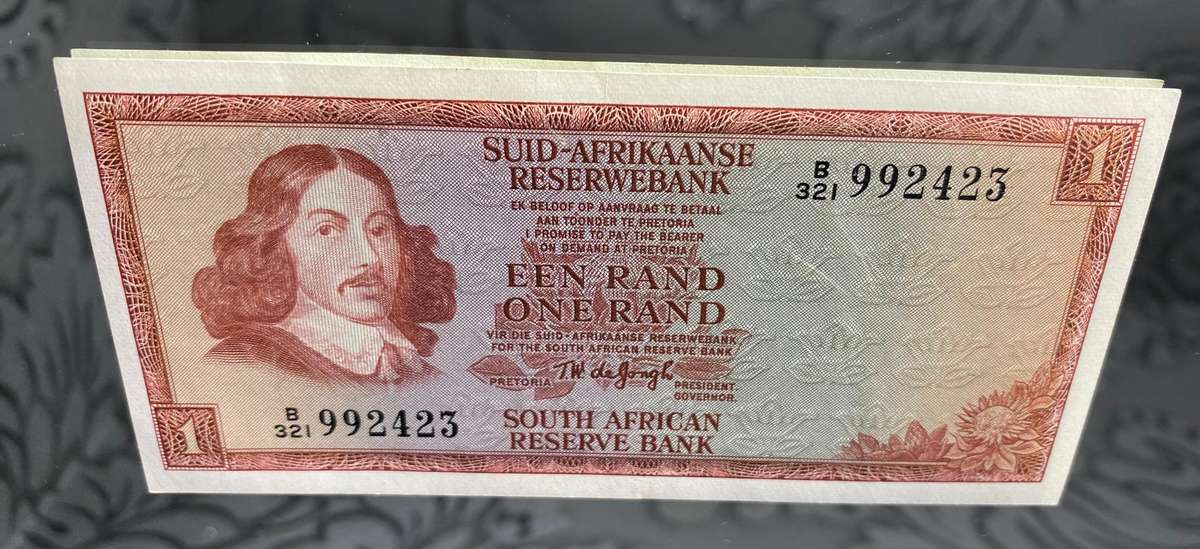 1
SUID-AFRIKAANSE
RESERWEBANK
B
321 992423
EK BELOOF OP AANVRAAG TE BETAAL
AAN TOONDER TE PRETORIA
I PROMISE TO PAY THE BEARER
ON DEMAND AT PRETORIA
EEN RAND
ONE RAND
VIR DIE SUID-AFRIKAANSE RESERWEBANK
FOR THE SOUTH AFRICAN RESERVE BANK
PRETORIA T.W. de Jongh PRESIDENT
GOVERNOR.
B
321 992423
SOUTH AFRICAN
RESERVE BANK
1